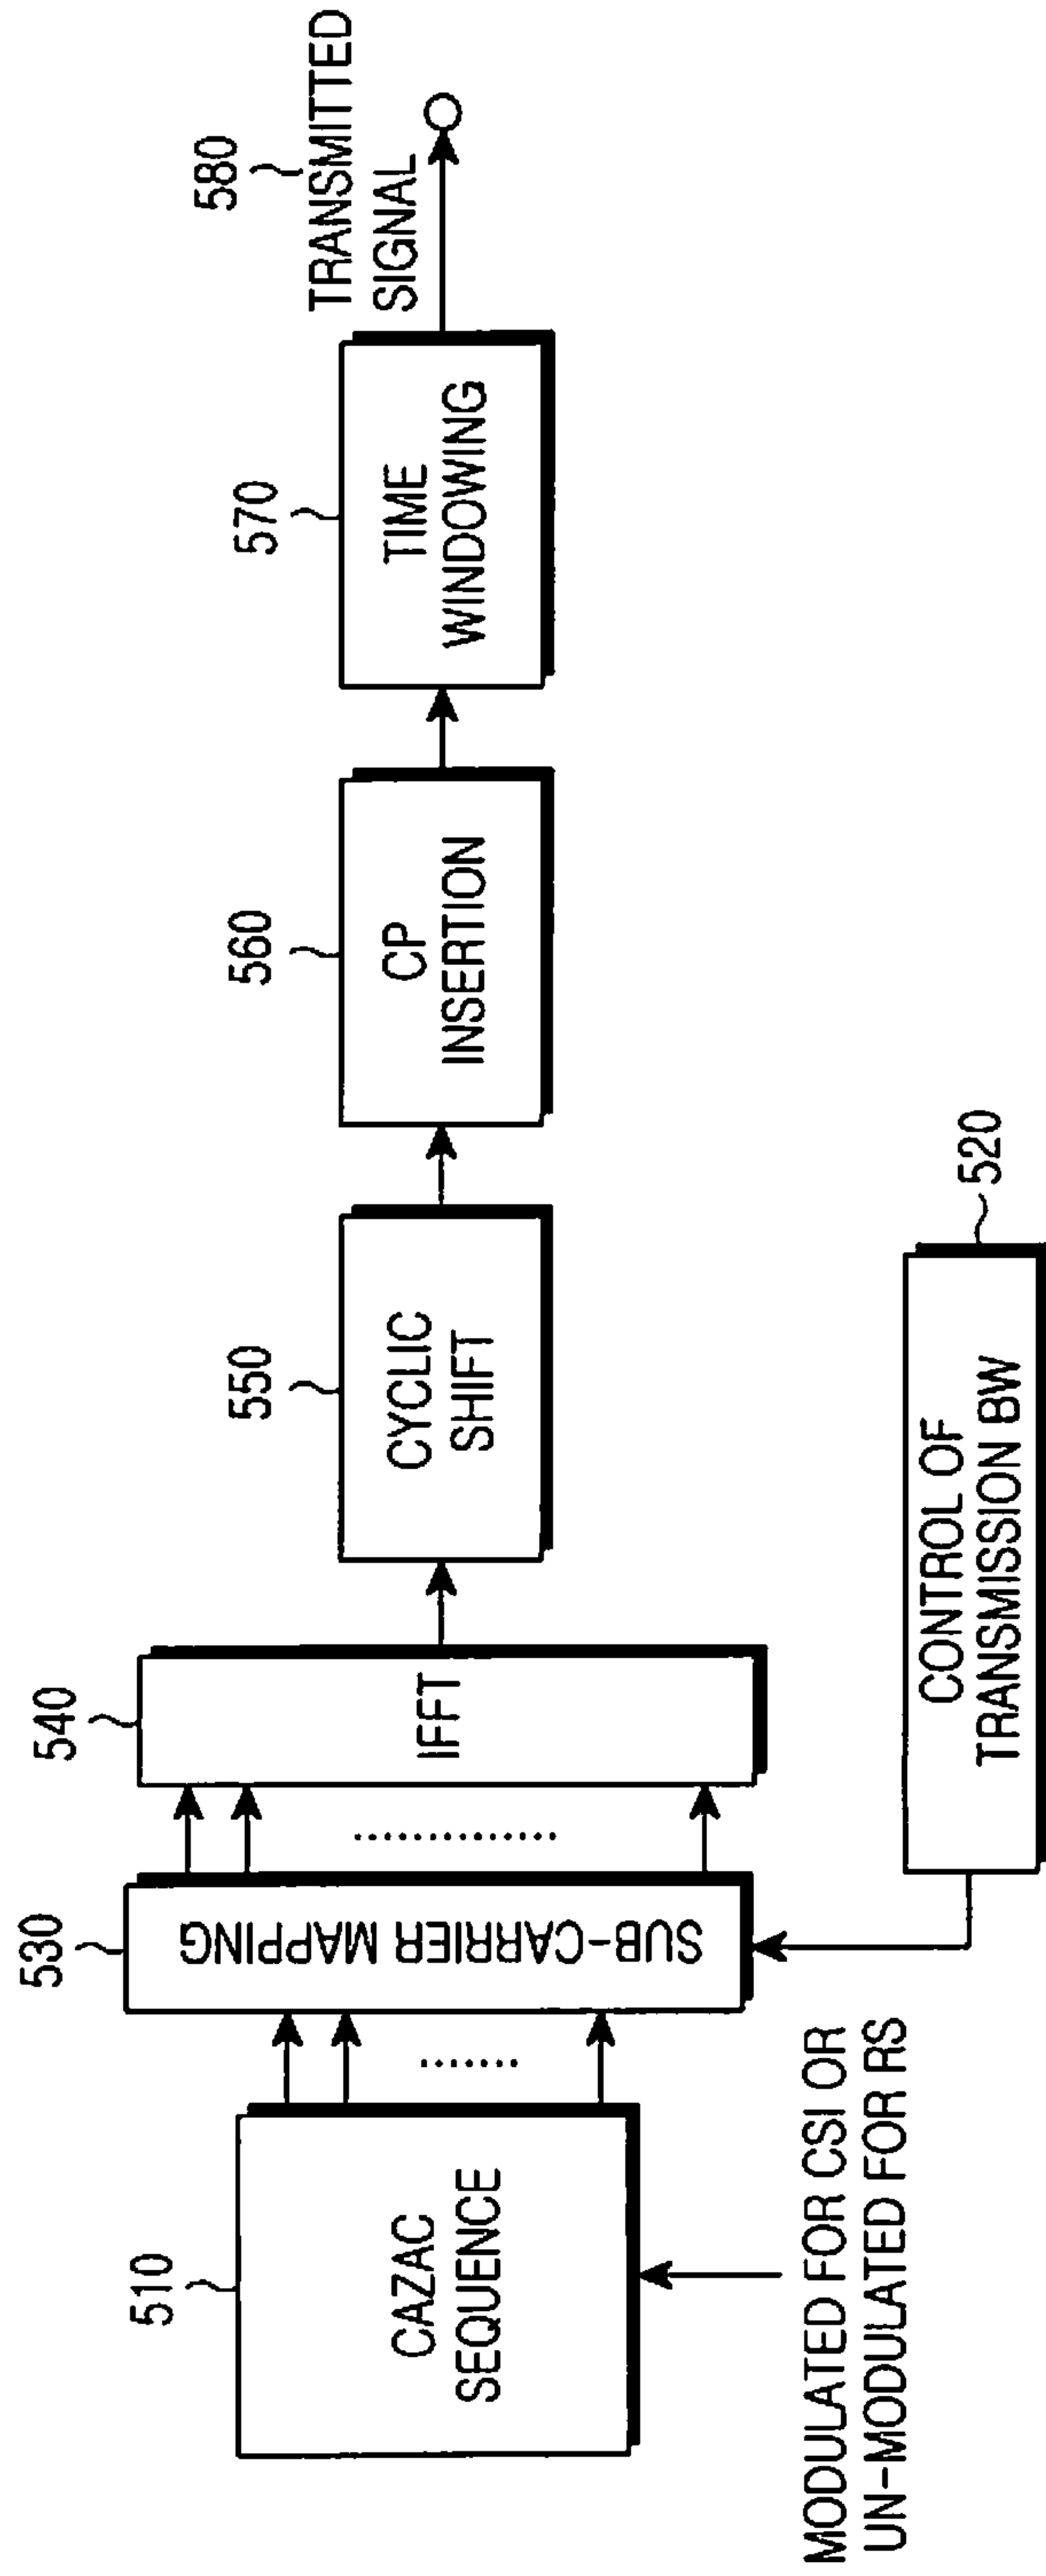 510
CAZAC
SEQUENCE
MODULATED FOR CSI OR
UN-MODULATED FOR RS
530
SUB-CARRIER MAPPING
540
IFFT
CONTROL OF
TRANSMISSION BW
520
550
CYCLIC
SHIFT
560
CP
INSERTION
570
TIME
WINDOWING
580
TRANSMITTED
SIGNAL